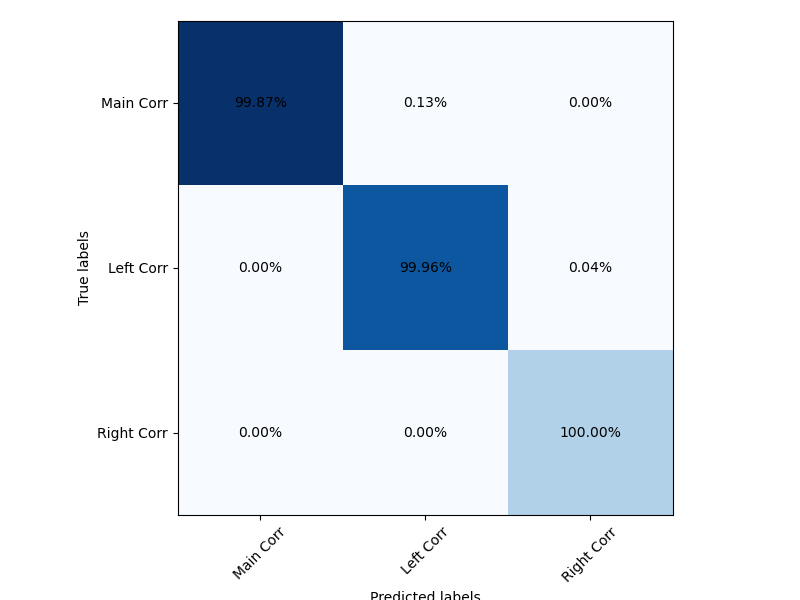 Main Corr
99.87%
0.13%
0.00%
True labels
Left Corr
0.00%
99.96%
0.04%
Right Corr
0.00%
0.00%
100.00%
Main Corr
Left Corr
Right Corr
Predicted labels